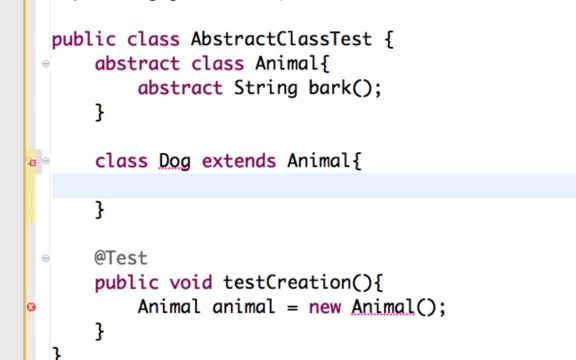 public class AbstractClassTest {
abstract class Animal{
abstract String bark();
}
class Dog extends Animal{
}
@Test
public void testCreation(){
Animal animal = new Animal();
}
}